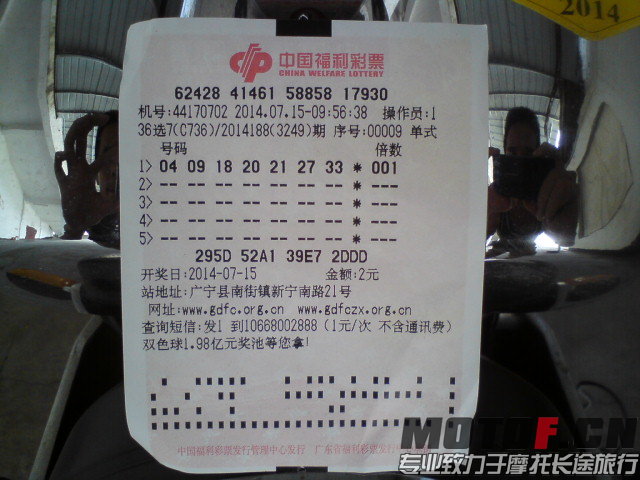 2014
中国福利彩票
CHINA WELFARE LOTTERY
62428 41461 58858 17930
机号:44170702 2014.07.15-09:56:38 操作员:1
36选7(C736)/2014188(3249)期 序号:00009 单式
号码 倍数
1> 04 09 18 20 21 27 33 * 001
2> -- -- -- -- -- -- -- * ---
3> -- -- -- -- -- -- -- * ---
4> -- -- -- -- -- -- -- * ---
5> -- -- -- -- -- -- -- * ---
295D 52A1 39E7 2DDD
开奖日:2014-07-15 金额:2元
站地址:广宁县南街镇新宁南路21号
网址:www.gdfc.org.cn www.gdfczx.org.cn
查询短信:发1 到10668002888 (1元/次 不含通讯费)
双色球1.98亿元奖池等您拿!
中国福利彩票发行管理中心发行 广东省福利彩票发行
MOTOF.CN
专业致力于摩托长途旅行